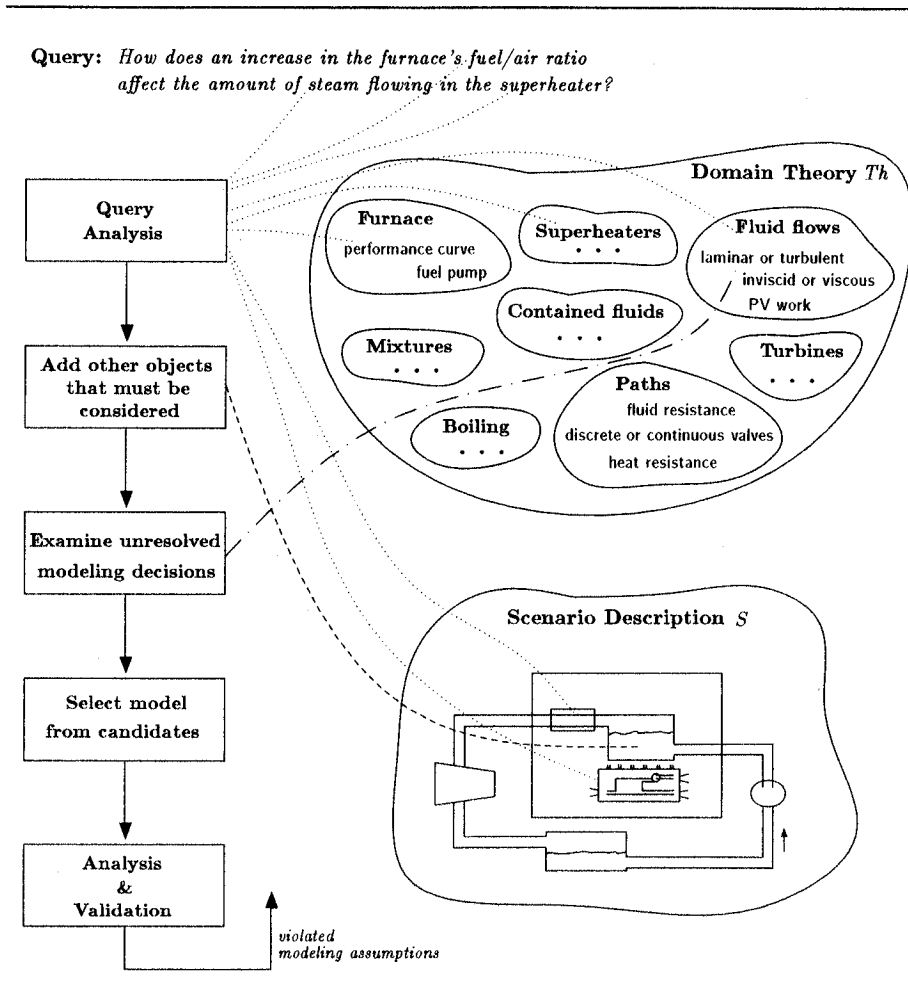 Query: How does an increase in the furnace's fuel/air ratio
affect the amount of steam flowing in the superheater?
Query
Analysis
Add other objects
that must be
considered
Examine unresolved
modeling decisions
Select model
from candidates
Analysis
&
Validation
violated
modeling assumptions
Domain Theory Th
Furnace
performance curve
fuel pump
Superheaters
. . .
Fluid flows
laminar or turbulent
inviscid or viscous
PV work
Contained fluids
. . .
Mixtures
. . .
Turbines
. . .
Paths
fluid resistance
discrete or continuous valves
heat resistance
Boiling
. . .
Scenario Description S